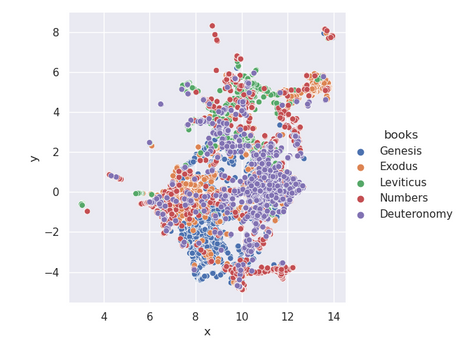 8
6
4
2
0
−2
−4
y
4
6
8
10
12
14
x
books
Genesis
Exodus
Leviticus
Numbers
Deuteronomy